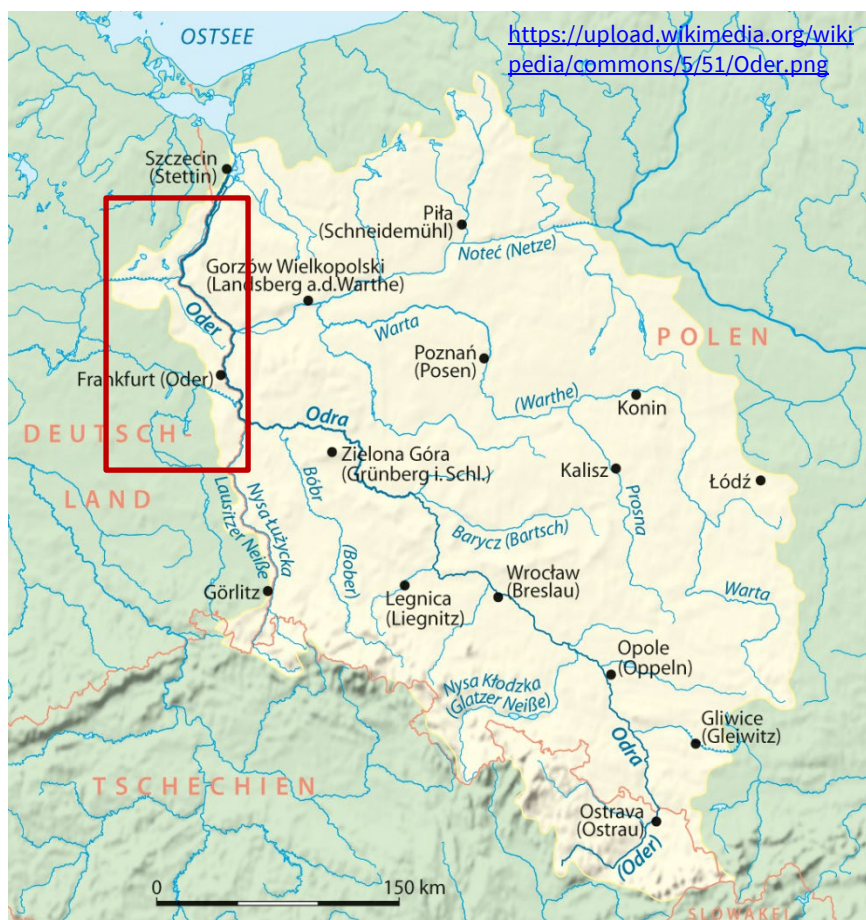 OSTSEE
https://upload.wikimedia.org/wiki
pedia/commons/5/51/Oder.png
Szczecin
(Stettin)
Piła
(Schneidemühl)
Noteć (Netze)
Gorzów Wielkopolski
(Landsberg a.d.Warthe)
Oder
Warta
POLEN
Poznań
(Posen)
Frankfurt (Oder)
(Warthe)
Konin
Odra
DEUTSCH-
LAND
Zielona Góra
(Grünberg i. Schl.)
Bóbr
(Bober)
Kalisz
Łódź
Prosna
Lausitzer Neiße
Nysa Łużycka
Barycz (Bartsch)
Görlitz
Legnica
(Liegnitz)
Wrocław
(Breslau)
Warta
Opole
(Oppeln)
Nysa Kłodzka
(Glatzer Neiße)
Gliwice
(Gleiwitz)
Odra
TSCHECHIEN
Ostrava
(Ostrau)
(Oder)
0
150 km
SLOWAKEI